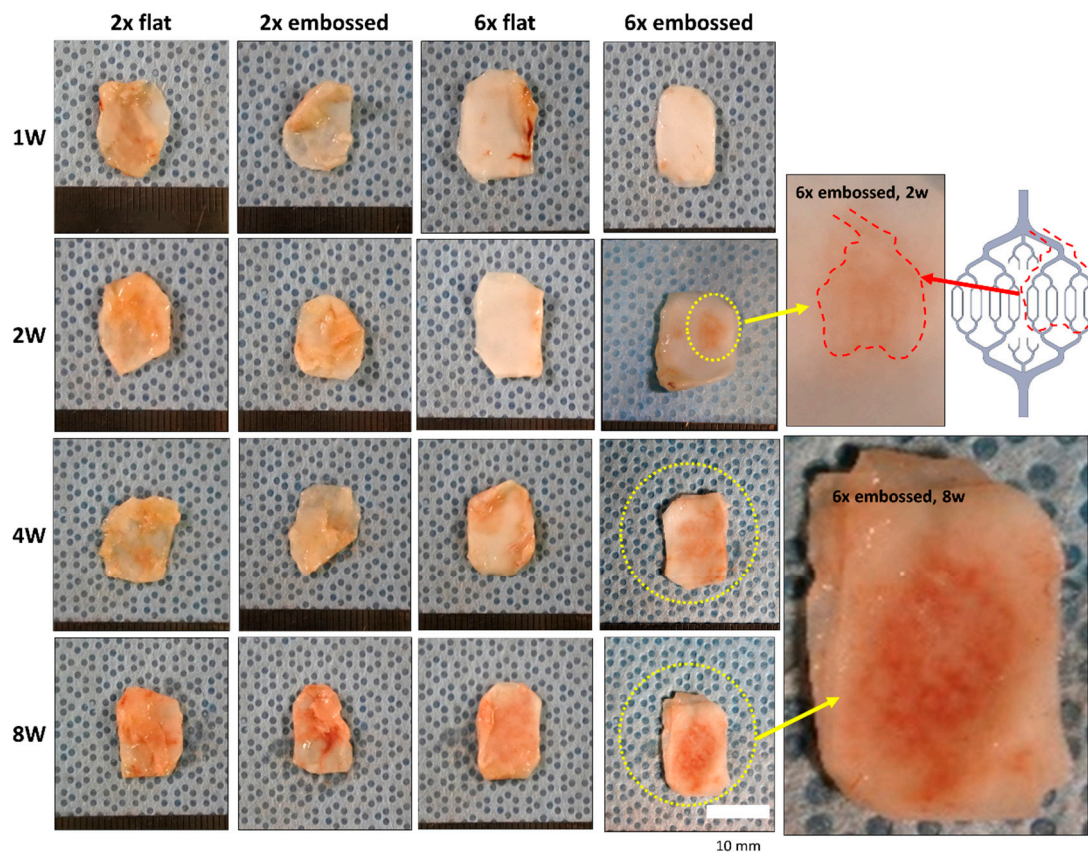 2x flat
2x embossed
6x flat
6x embossed
1W
6x embossed, 2w
2W
4W
6x embossed, 8w
8W
10 mm